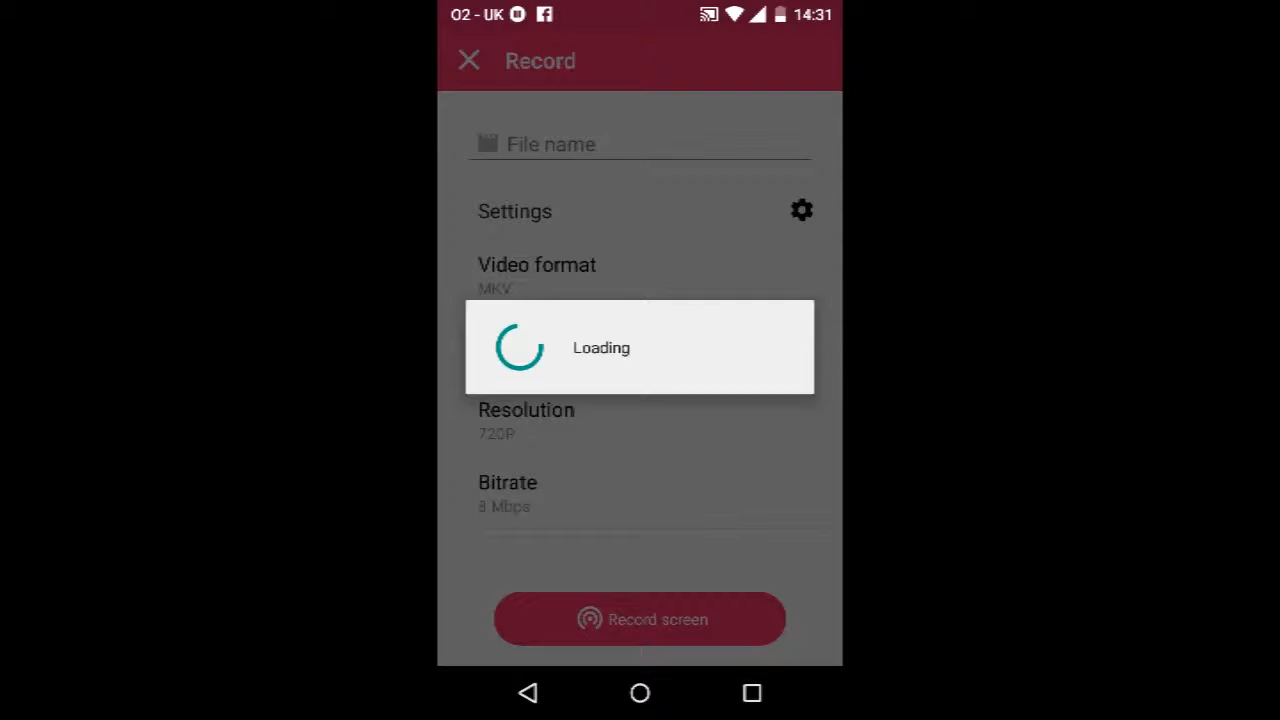 O2 - UK 14:31
Record
File name
Settings
Video format
MKV
Loading
Resolution
720P
Bitrate
8 Mbps
Record screen